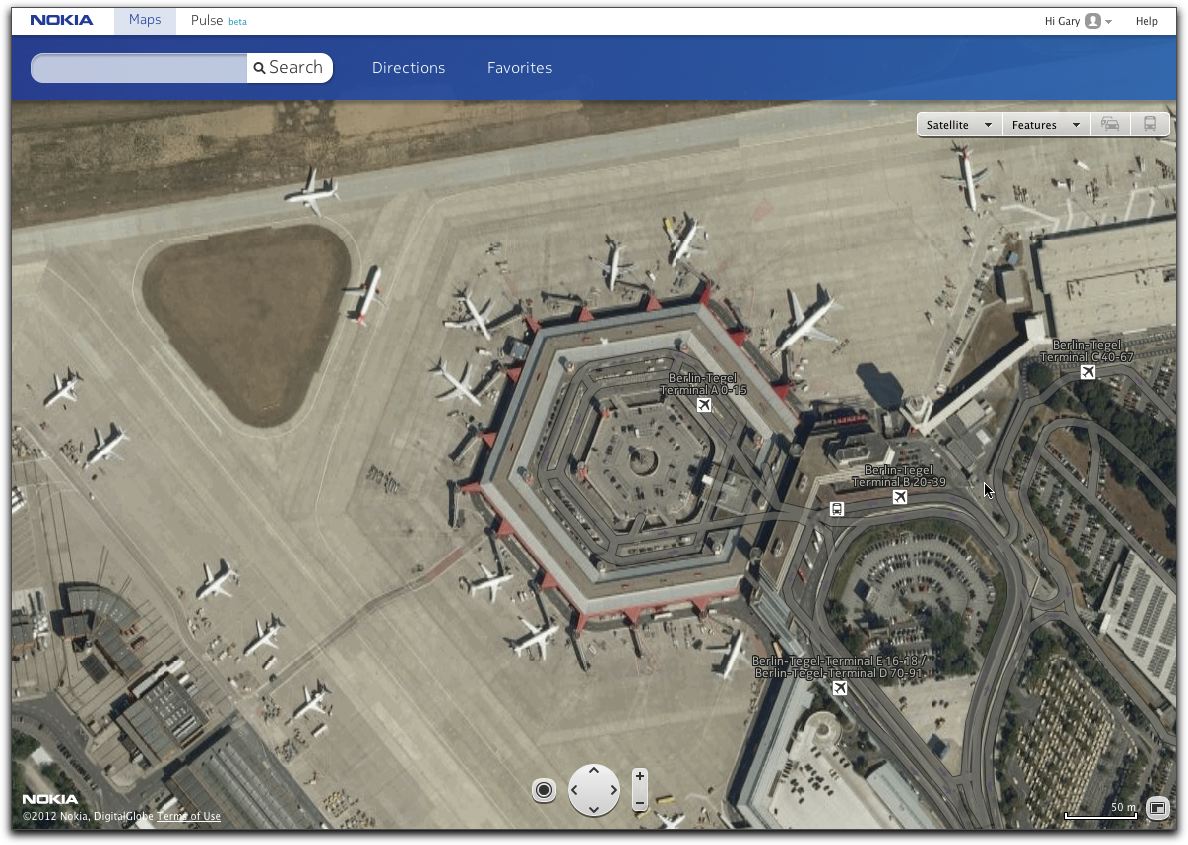 NOKIA
Maps
Pulse beta
Hi Gary
Help
Search
Directions
Favorites
Satellite
Features
Berlin-Tegel
Terminal C 40-67
Berlin-Tegel
Terminal A 0-15
Berlin-Tegel
Terminal B 20-39
Berlin-Tegel-Terminal E 16-18 /
Berlin-Tegel-Terminal D 70-91
NOKIA
©2012 Nokia, DigitalGlobe Terms of Use
50 m